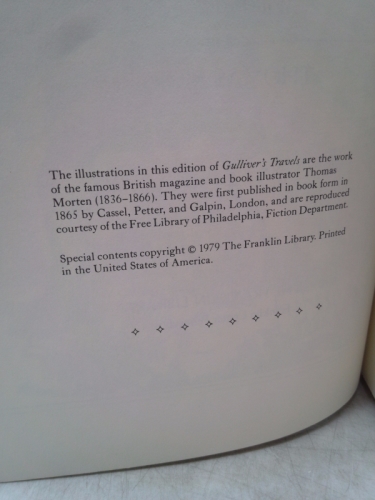 The illustrations in this edition of Gulliver's Travels are the work
of the famous British magazine and book illustrator Thomas
Morten (1836–1866). They were first published in book form in
1865 by Cassel, Petter, and Galpin, London, and are reproduced
courtesy of the Free Library of Philadelphia, Fiction Department.
Special contents copyright © 1979 The Franklin Library. Printed
in the United States of America.